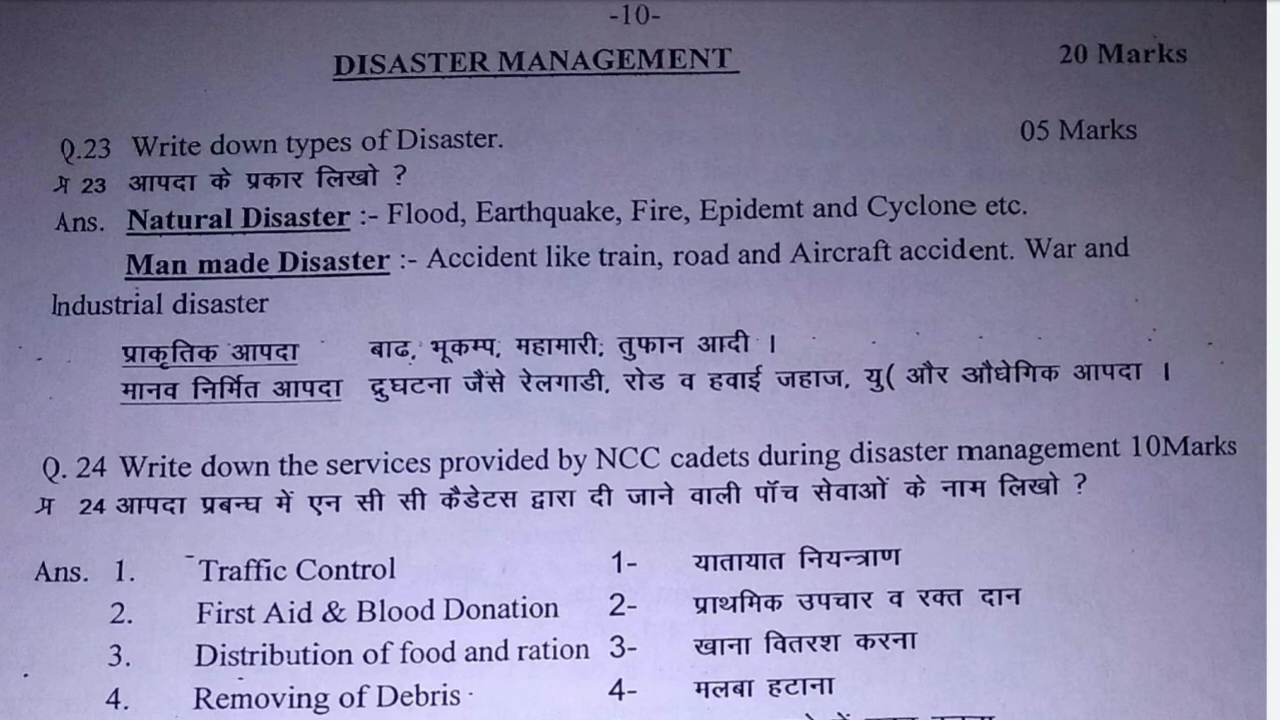 -10-
DISASTER MANAGEMENT 20 Marks
Q.23 Write down types of Disaster. 05 Marks
प्र 23 आपदा के प्रकार लिखो ?
Ans. Natural Disaster :- Flood, Earthquake, Fire, Epidemt and Cyclone etc.
Man made Disaster :- Accident like train, road and Aircraft accident. War and
Industrial disaster
प्राकृतिक आपदा बाढ, भूकम्प, महामारी, तुफान आदी ।
मानव निर्मित आपदा दुघटना जैंसे रेलगाडी, रोड व हवाई जहाज, यु( और औधेगिक आपदा ।
Q. 24 Write down the services provided by NCC cadets during disaster management 10Marks
प्र 24 आपदा प्रबन्घ में एन सी सी कैडेटस द्वारा दी जाने वाली पॉच सेवाओं के नाम लिखो ?
Ans. 1. Traffic Control 1- यातायात नियन्त्राण
2. First Aid & Blood Donation 2- प्राथमिक उपचार व रक्त दान
3. Distribution of food and ration 3- खाना वितरश करना
4. Removing of Debris 4- मलबा हटाना